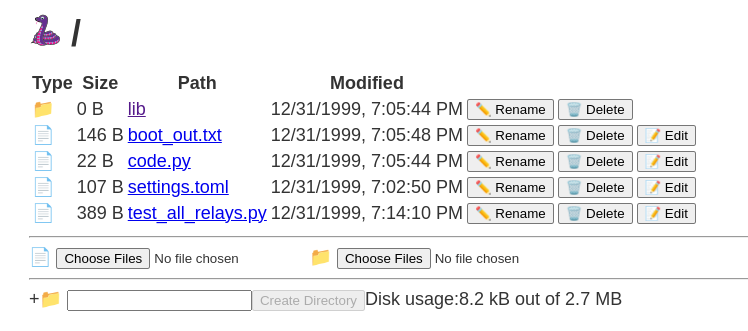 /
Type Size Path Modified
0 B lib 12/31/1999, 7:05:44 PM Rename Delete
146 B boot_out.txt 12/31/1999, 7:05:48 PM Rename Delete Edit
22 B code.py 12/31/1999, 7:05:44 PM Rename Delete Edit
107 B settings.toml 12/31/1999, 7:02:50 PM Rename Delete Edit
389 B test_all_relays.py 12/31/1999, 7:14:10 PM Rename Delete Edit
Choose Files No file chosen Choose Files No file chosen
+ Create Directory Disk usage:8.2 kB out of 2.7 MB